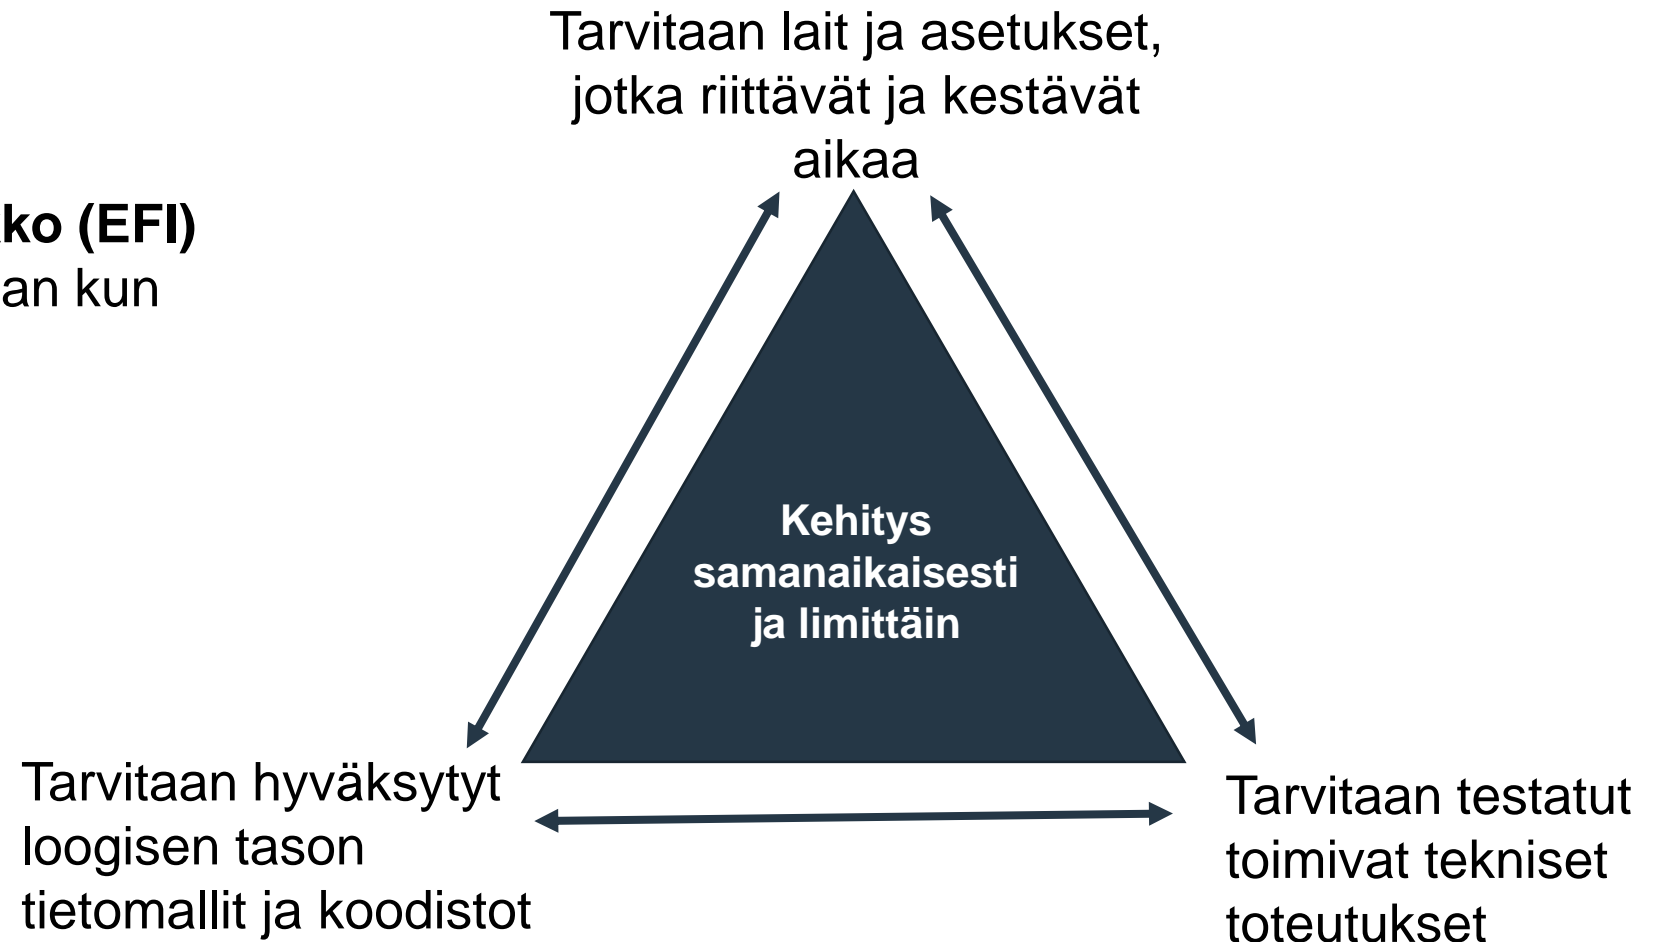 Tarvitaan lait ja asetukset,
jotka riittävät ja kestävät
aikaa
ko (EFI)
an kun
Kehitys
samanaikaisesti
ja limittäin
Tarvitaan hyväksytyt
loogisen tason
tietomallit ja koodistot
Tarvitaan testatut
toimivat tekniset
toteutukset